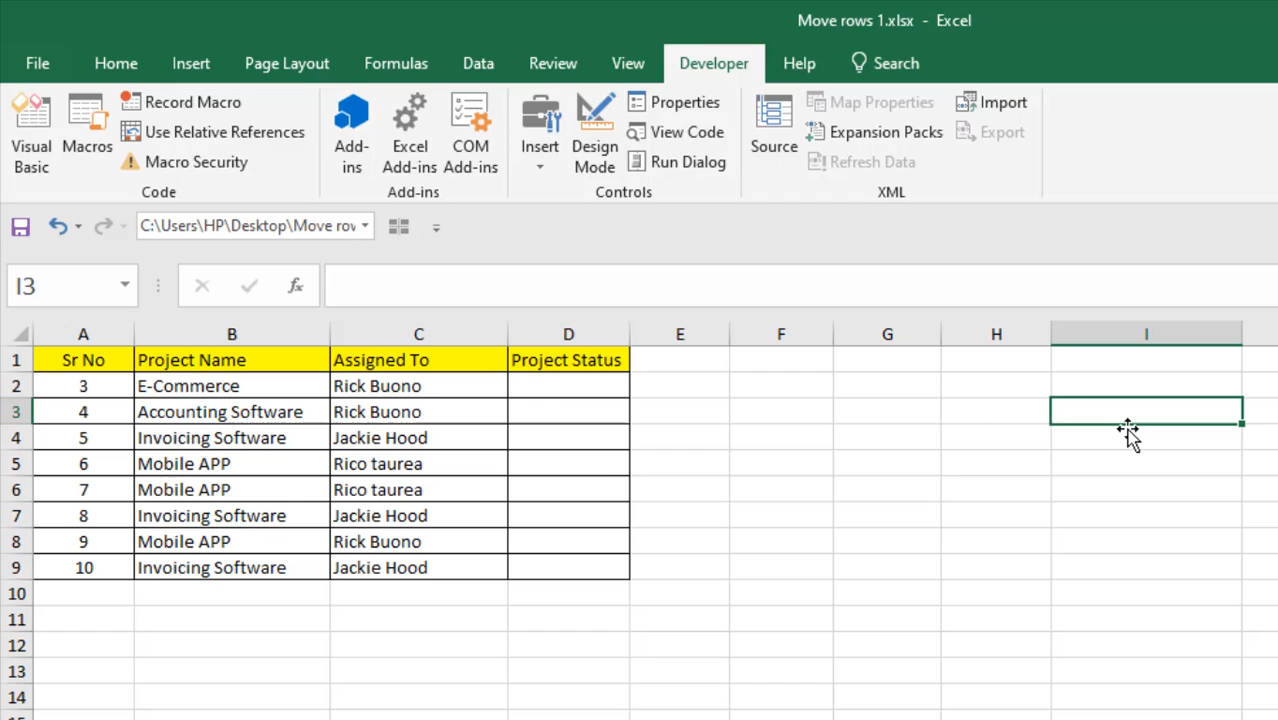 Move rows 1.xlsx - Excel
File Home Insert Page Layout Formulas Data Review View Developer Help Search
Visual Basic
Macros
Record Macro
Use Relative References
Macro Security
Code
Add-ins
Excel Add-ins
COM Add-ins
Add-ins
Insert
Design Mode
Properties
View Code
Run Dialog
Controls
Source
Map Properties
Expansion Packs
Refresh Data
Import
Export
XML
C:\Users\HP\Desktop\Move rov
I3
fx
A B C D E F G H I
1 Sr No Project Name Assigned To Project Status
2 3 E-Commerce Rick Buono
3 4 Accounting Software Rick Buono
4 5 Invoicing Software Jackie Hood
5 6 Mobile APP Rico taurea
6 7 Mobile APP Rico taurea
7 8 Invoicing Software Jackie Hood
8 9 Mobile APP Rick Buono
9 10 Invoicing Software Jackie Hood
10
11
12
13
14